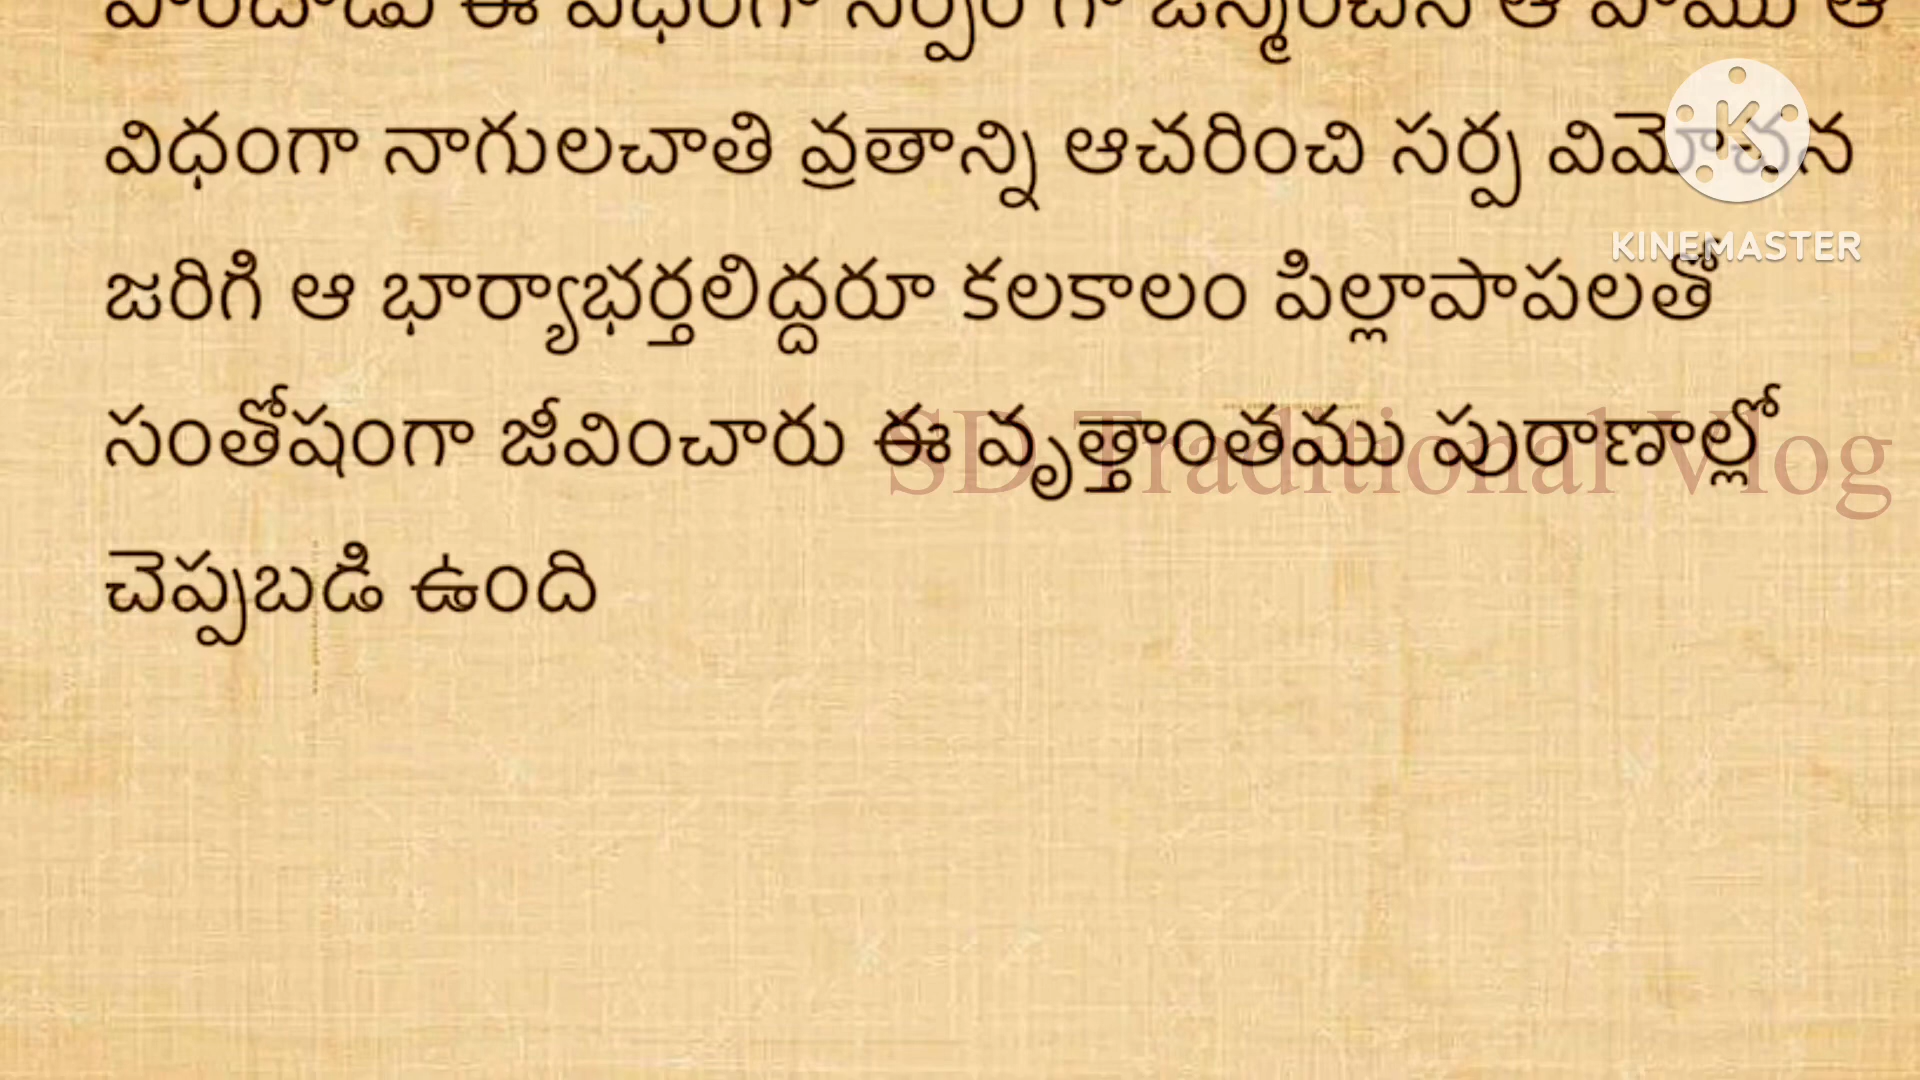 ఈ విధంగా సర్పం గా జన్మించిన ఆ పాము ఆ
విధంగా నాగులచాతి వ్రతాన్ని ఆచరించి సర్ప విమోచన
KINEMASTER
జరిగి ఆ భార్యాభర్తలిద్దరూ కలకాలం పిల్లాపాపలతో
సంతోషంగా జీవించారు ఈ వృత్తాంతము పురాణాల్లో
SD Traditional Vlog
చెప్పబడి ఉంది